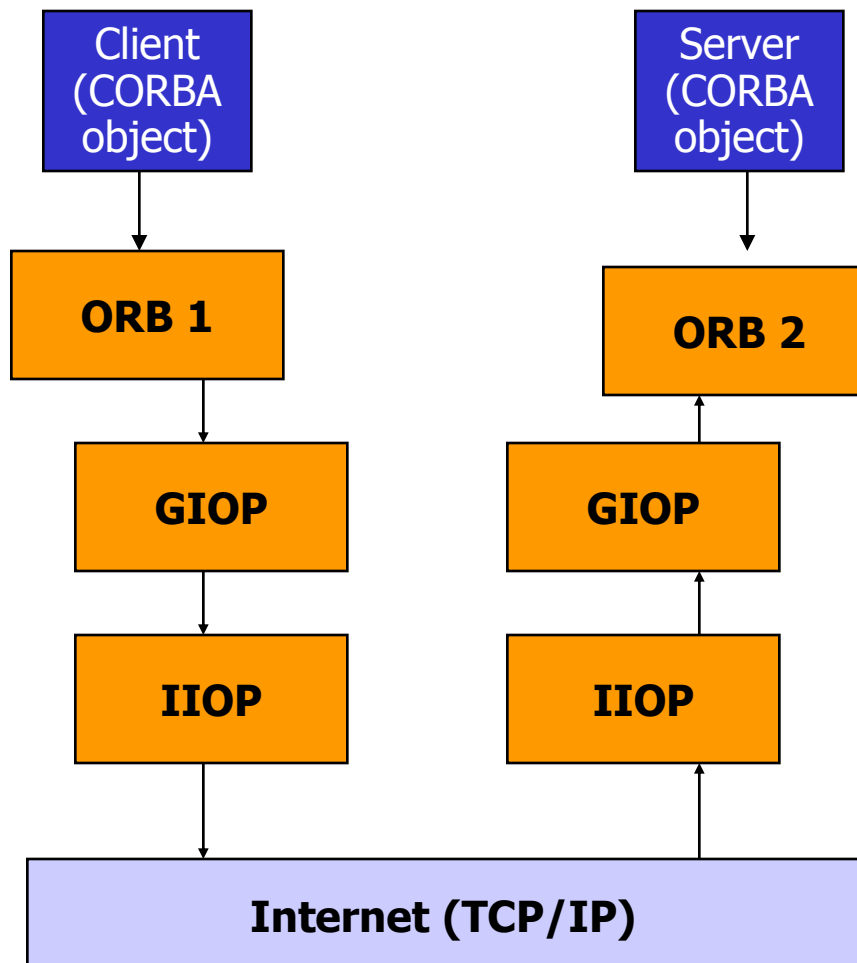 Client
(CORBA
object)
Server
(CORBA
object)
ORB 1
ORB 2
GIOP
GIOP
IIOP
IIOP
Internet (TCP/IP)